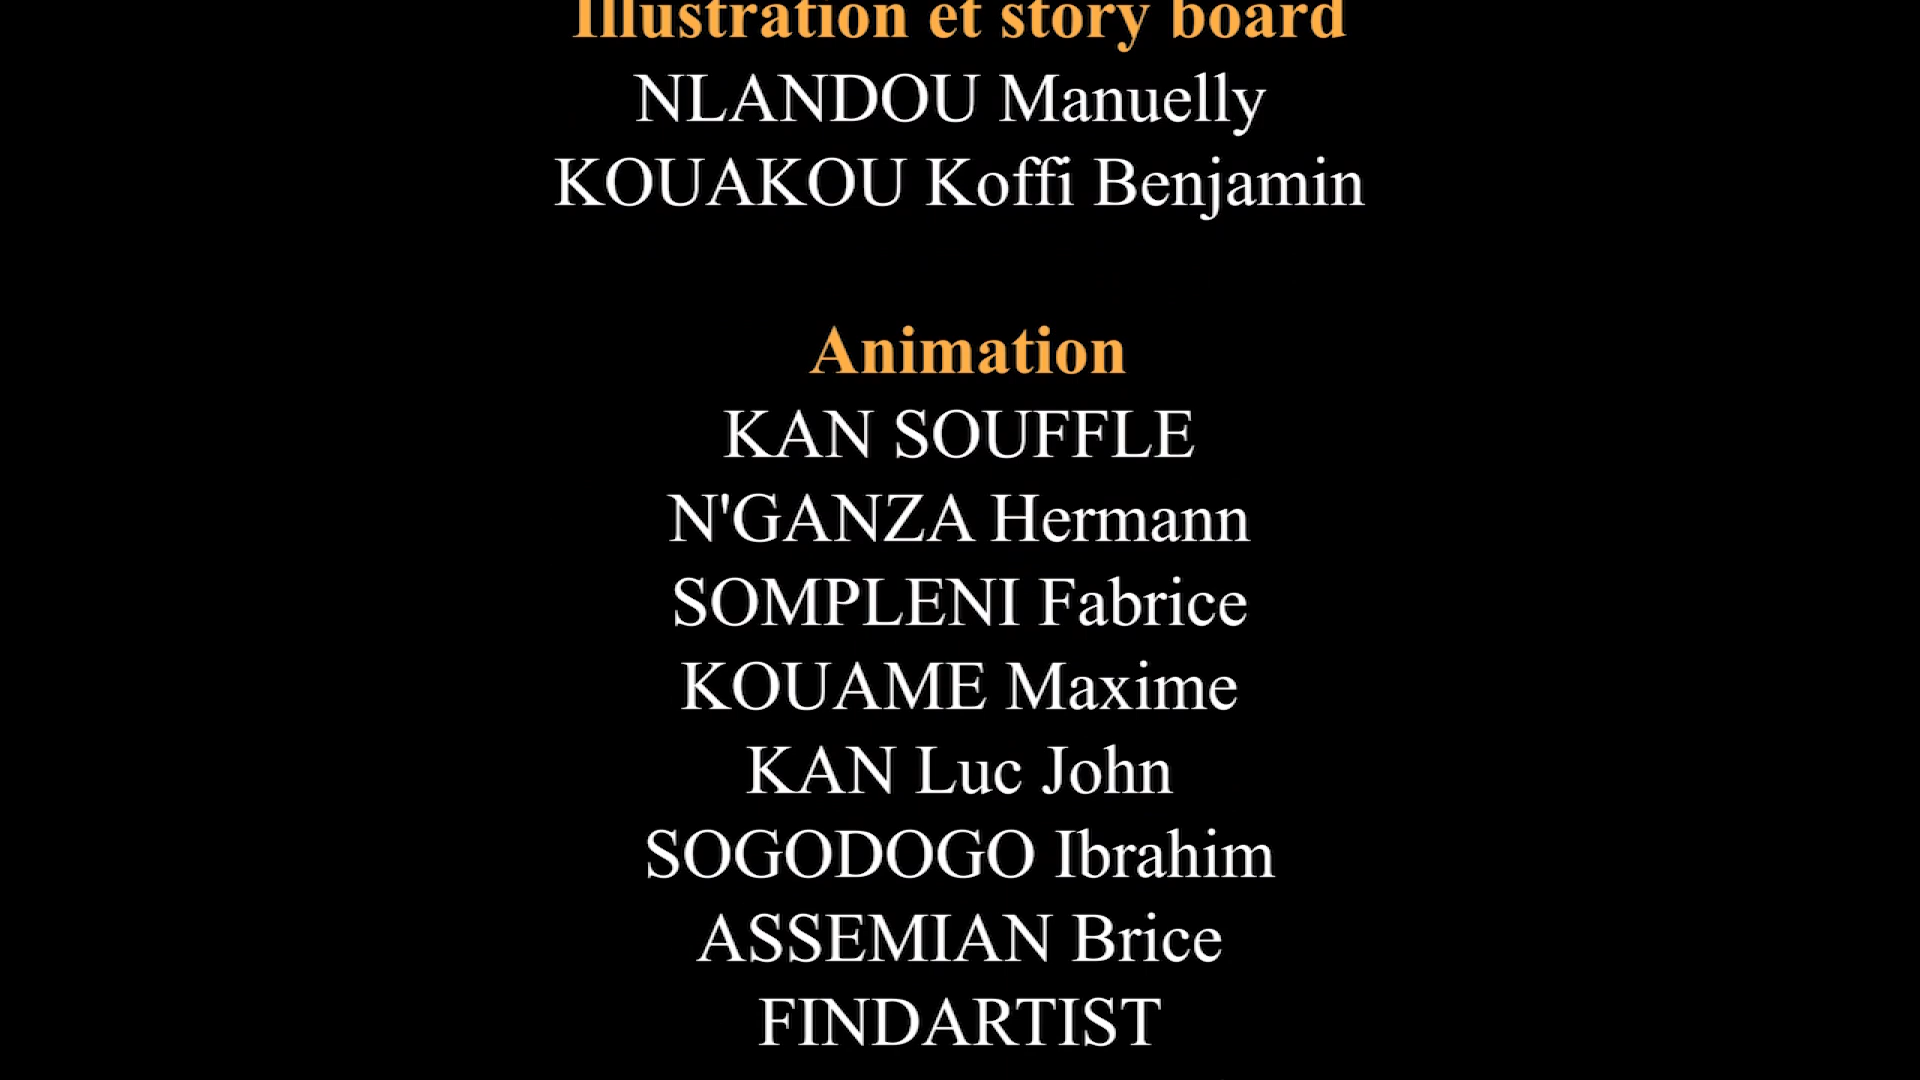 Illustration et story board
NLANDOU Manuelly
KOUAKOU Koffi Benjamin
Animation
KAN SOUFFLE
N'GANZA Hermann
SOMPLENI Fabrice
KOUAME Maxime
KAN Luc John
SOGODOGO Ibrahim
ASSEMIAN Brice
FINDARTIST